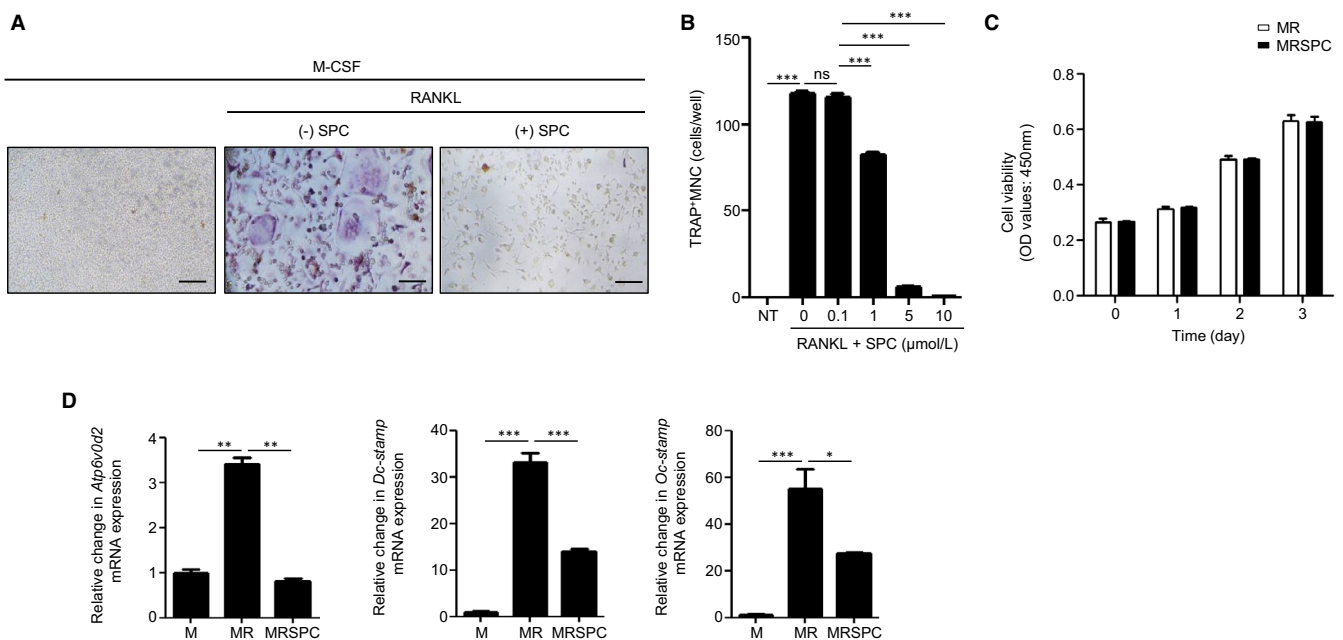 A
M-CSF
RANKL
(-) SPC
(+) SPC
B
TRAP⁺MNC (cells/well)
150
100
50
0
***
ns
***
***
***
NT
0
0.1
1
5
10
RANKL + SPC (µmol/L)
C
MR
MRSPC
Cell viability
(OD values: 450nm)
0.8
0.6
0.4
0.2
0.0
0
1
2
3
Time (day)
D
Relative change in Atp6v0d2
mRNA expression
4
3
2
1
0
**
**
M
MR
MRSPC
Relative change in Dc-stamp
mRNA expression
40
30
20
10
0
***
***
M
MR
MRSPC
Relative change in Oc-stamp
mRNA expression
80
60
40
20
0
***
*
M
MR
MRSPC